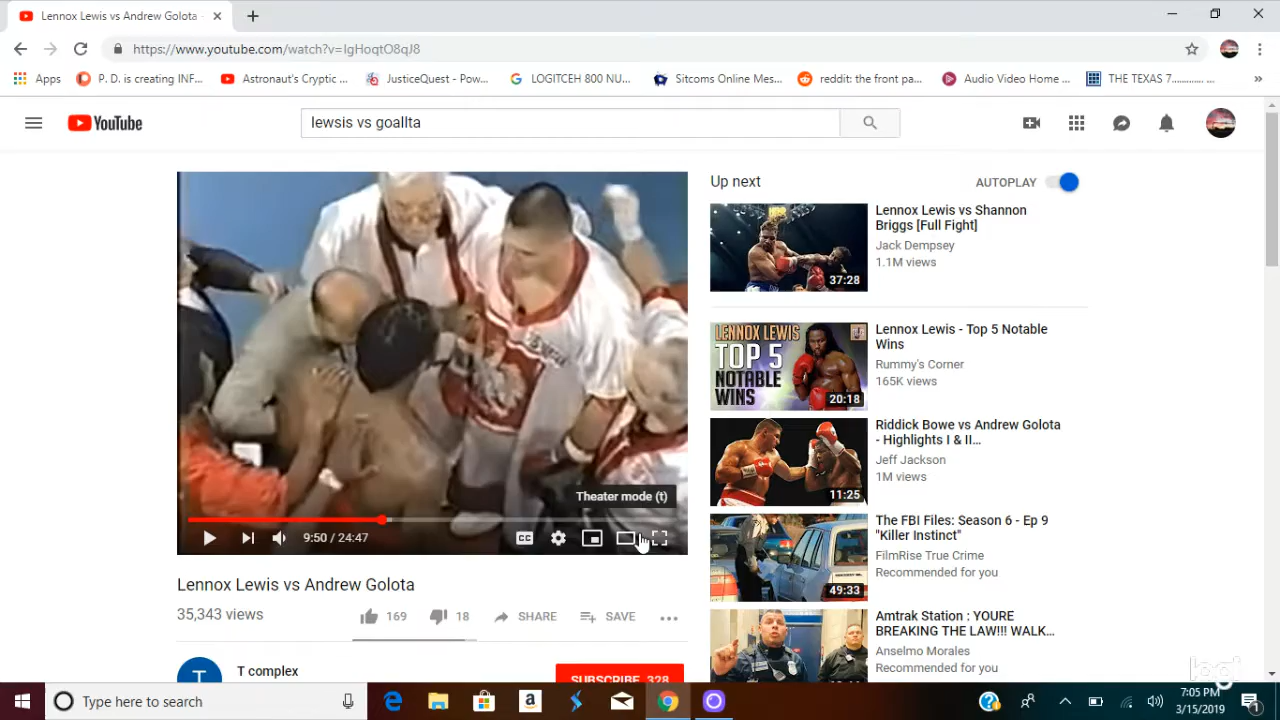 Lennox Lewis vs Andrew Golota -
https://www.youtube.com/watch?v=IgHoqtO8qJ8
Apps
P. D. is creating INF...
Astronaut's Cryptic ...
JusticeQuest - Pow...
LOGITCEH 800 NU...
Sitcoms Online Mes...
reddit: the front pa...
Audio Video Home ...
THE TEXAS 7............ ...
YouTube
lewsis vs goallta
Up next
AUTOPLAY
Lennox Lewis vs Shannon
Briggs [Full Fight]
Jack Dempsey
1.1M views
37:28
LENNOX LEWIS
TOP 5
NOTABLE
WINS
20:18
Lennox Lewis - Top 5 Notable
Wins
Rummy's Corner
165K views
Riddick Bowe vs Andrew Golota
- Highlights I & II...
Jeff Jackson
1M views
11:25
The FBI Files: Season 6 - Ep 9
"Killer Instinct"
FilmRise True Crime
Recommended for you
49:33
Amtrak Station : YOURE
BREAKING THE LAW!!! WALK...
Anselmo Morales
Recommended for you
Theater mode (t)
9:50 / 24:47
CC
Lennox Lewis vs Andrew Golota
35,343 views
169
18
SHARE
SAVE
T
T complex
SUBSCRIBE 328
logi
Type here to search
7:05 PM
3/15/2019
1